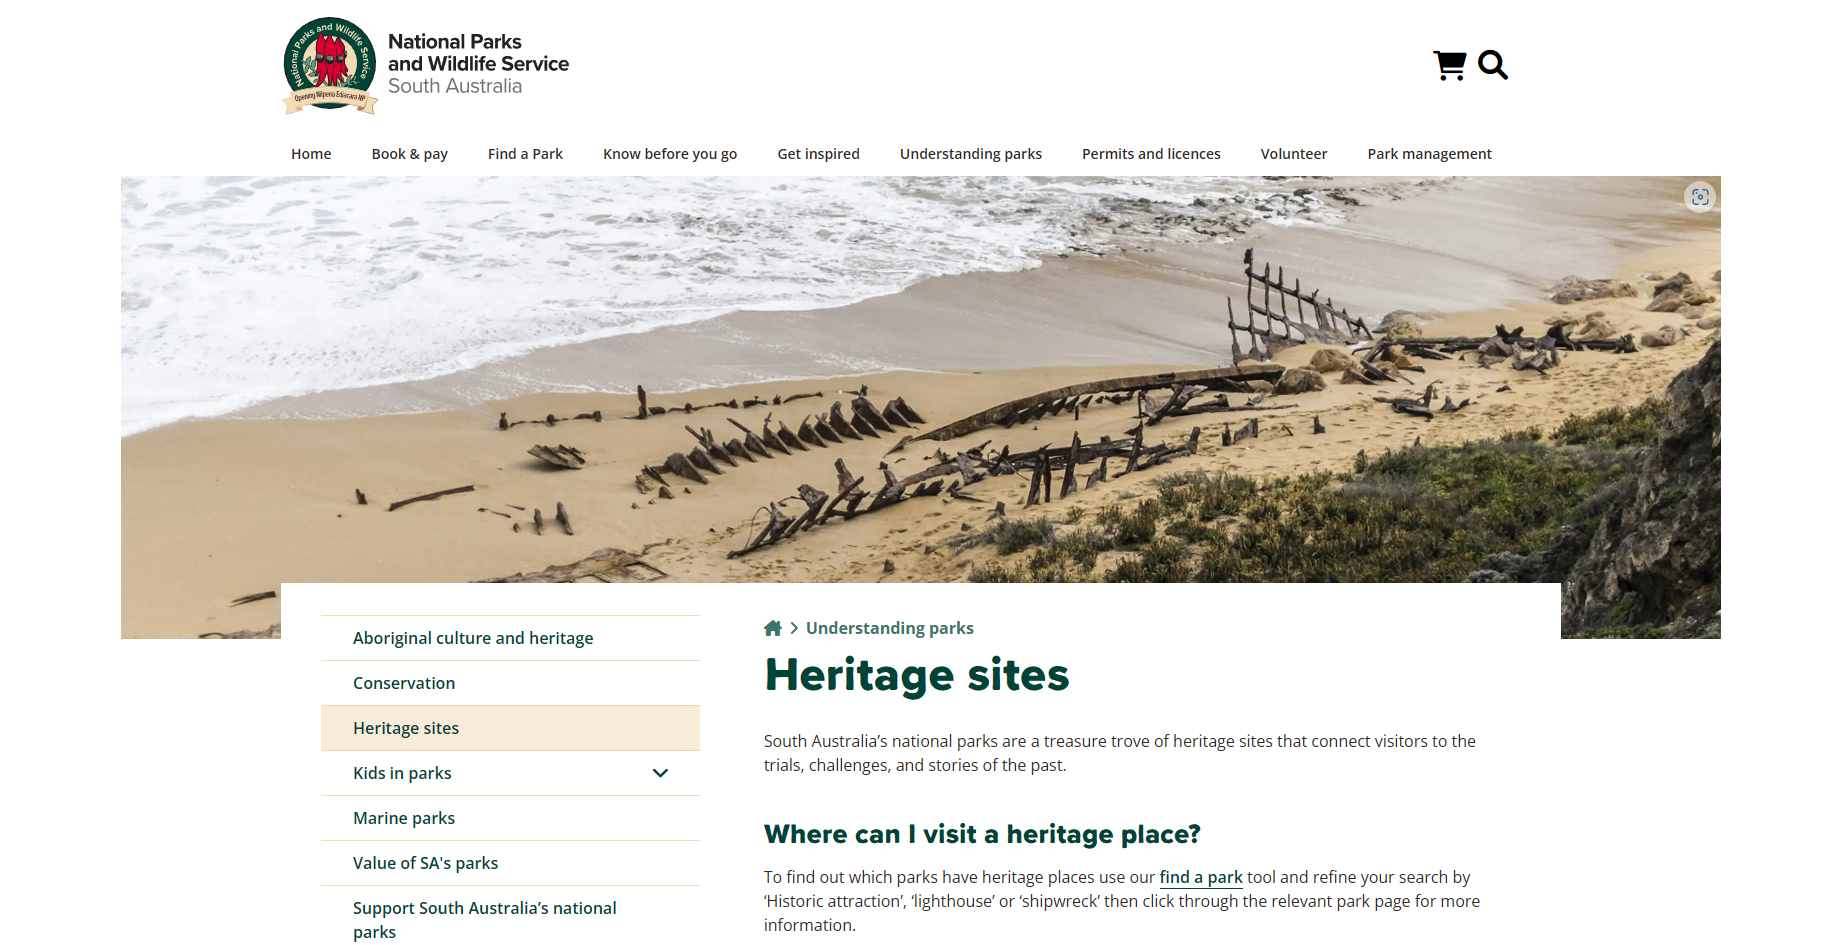 National Parks and Wildlife Service
Opening Nilpena Ediacara NP
National Parks
and Wildlife Service
South Australia
Home
Book & pay
Find a Park
Know before you go
Get inspired
Understanding parks
Permits and licences
Volunteer
Park management
Aboriginal culture and heritage
Conservation
Heritage sites
Kids in parks
Marine parks
Value of SA's parks
Support South Australia’s national
parks
Understanding parks
Heritage sites
South Australia’s national parks are a treasure trove of heritage sites that connect visitors to the
trials, challenges, and stories of the past.
Where can I visit a heritage place?
To find out which parks have heritage places use our find a park tool and refine your search by
‘Historic attraction’, ‘lighthouse’ or ‘shipwreck’ then click through the relevant park page for more
information.